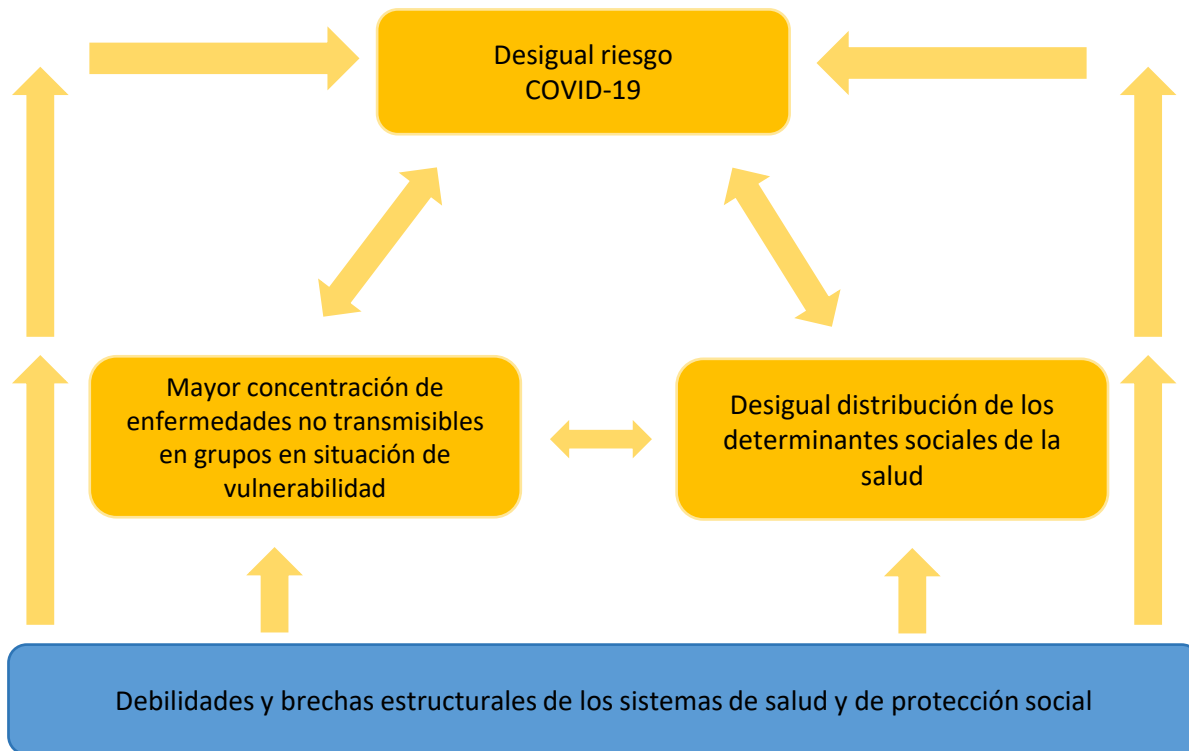 Desigual riesgo
COVID-19
Mayor concentración de
enfermedades no transmisibles
en grupos en situación de
vulnerabilidad
Desigual distribución de los
determinantes sociales de la
salud
Debilidades y brechas estructurales de los sistemas de salud y de protección social